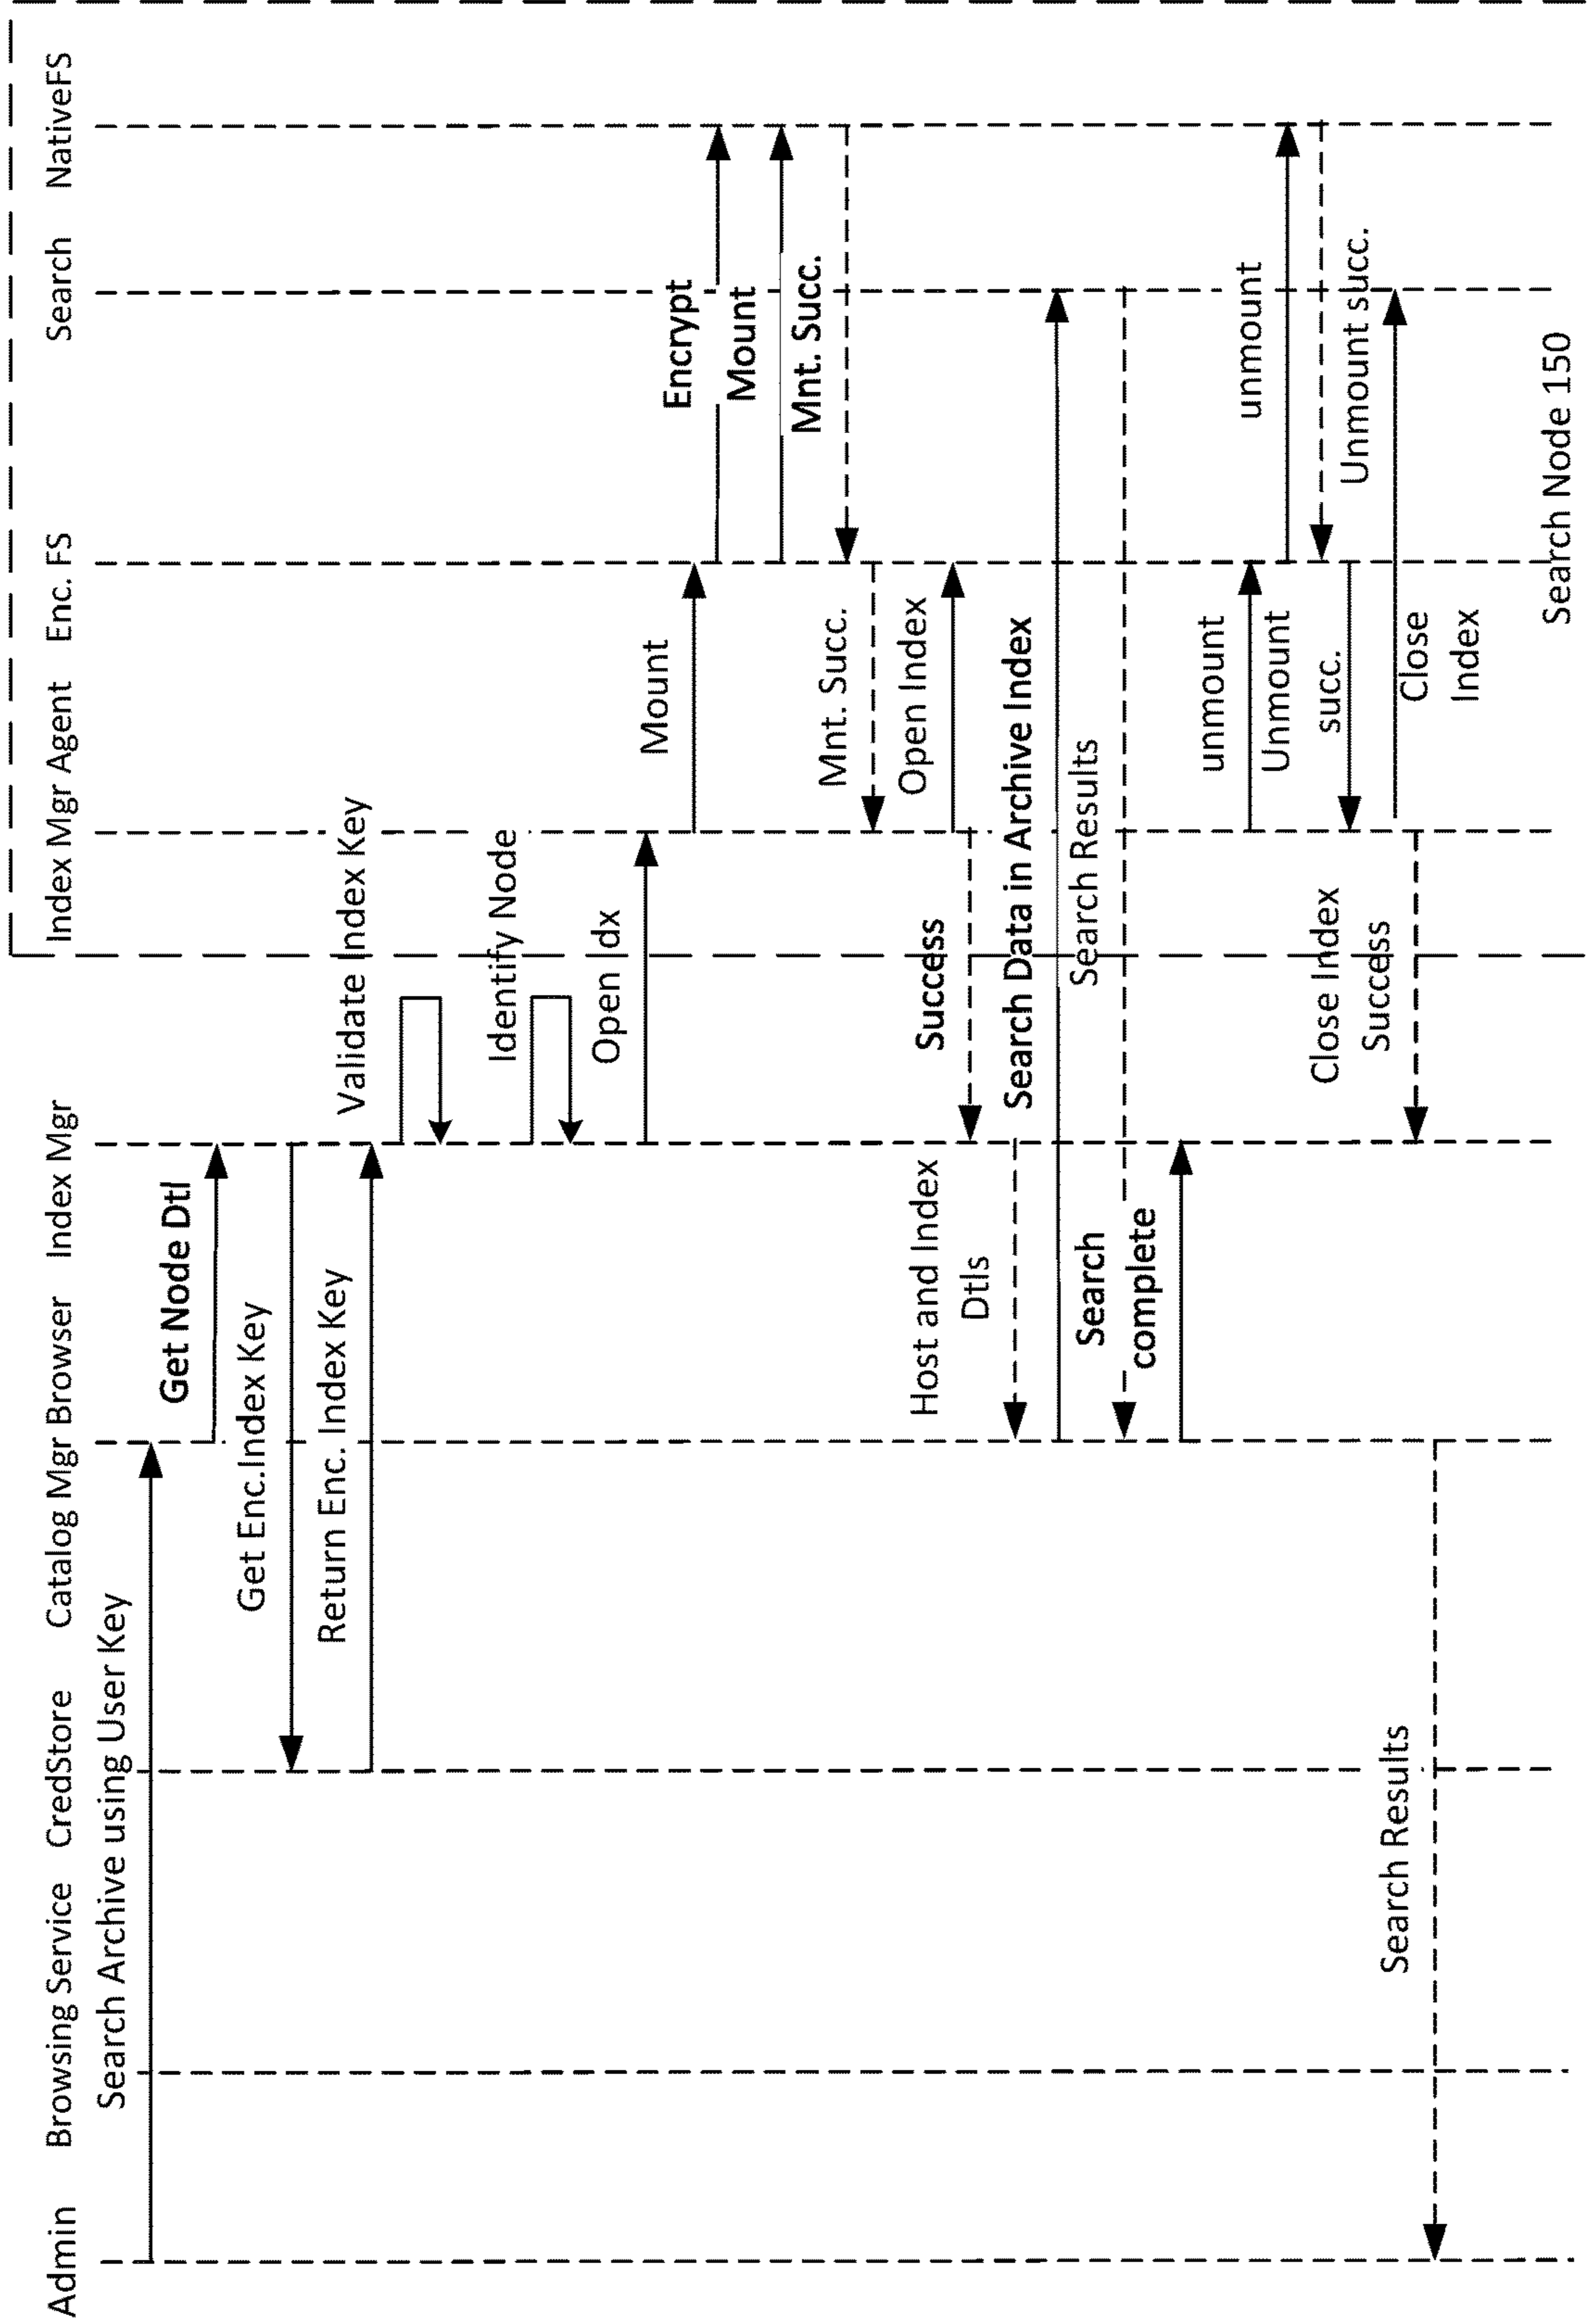 Admin Browsing Service CredStore Catalog Mgr Browser Index Mgr Index Mgr Agent Enc. FS Search NativeFS
Search Archive using User Key
Get Node Dtl
Get Enc.Index Key
Return Enc. Index Key
Validate Index Key
Identify Node
Open Idx
Mount
Encrypt
Mount
Mnt. Succ.
Mnt. Succ.
Open Index
Success
Host and Index
Dtls
Search Data in Archive Index
Search Results
Search
complete
unmount
unmount
Unmount succ.
Unmount
succ.
Close
Index
Close Index
Success
Search Results
Search Node 150